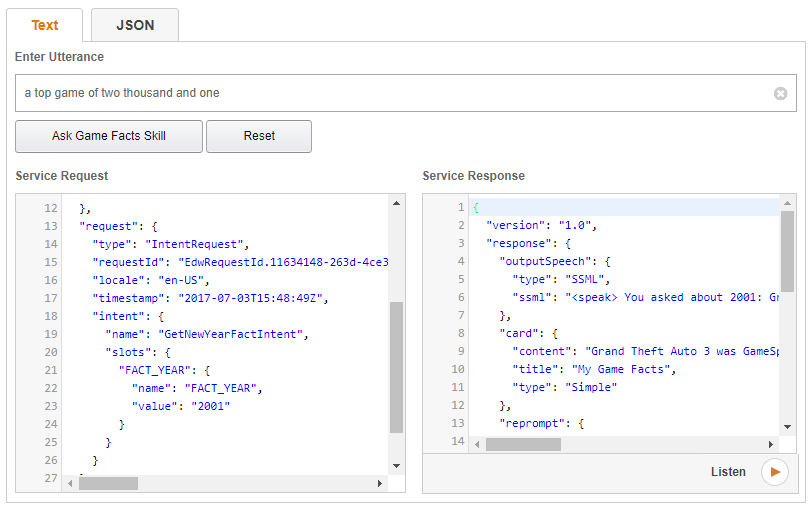 Text JSON
Enter Utterance
a top game of two thousand and one
Ask Game Facts Skill Reset
Service Request
12 },
13 "request": {
14 "type": "IntentRequest",
15 "requestId": "EdwRequestId.11634148-263d-4ce3
16 "locale": "en-US",
17 "timestamp": "2017-07-03T15:48:49Z",
18 "intent": {
19 "name": "GetNewYearFactIntent",
20 "slots": {
21 "FACT_YEAR": {
22 "name": "FACT_YEAR",
23 "value": "2001"
24 }
25 }
26 }
27
Service Response
1 {
2 "version": "1.0",
3 "response": {
4 "outputSpeech": {
5 "type": "SSML",
6 "ssml": "<speak> You asked about 2001: Gr
7 },
8 "card": {
9 "content": "Grand Theft Auto 3 was GameSp
10 "title": "My Game Facts",
11 "type": "Simple"
12 },
13 "reprompt": {
14
Listen